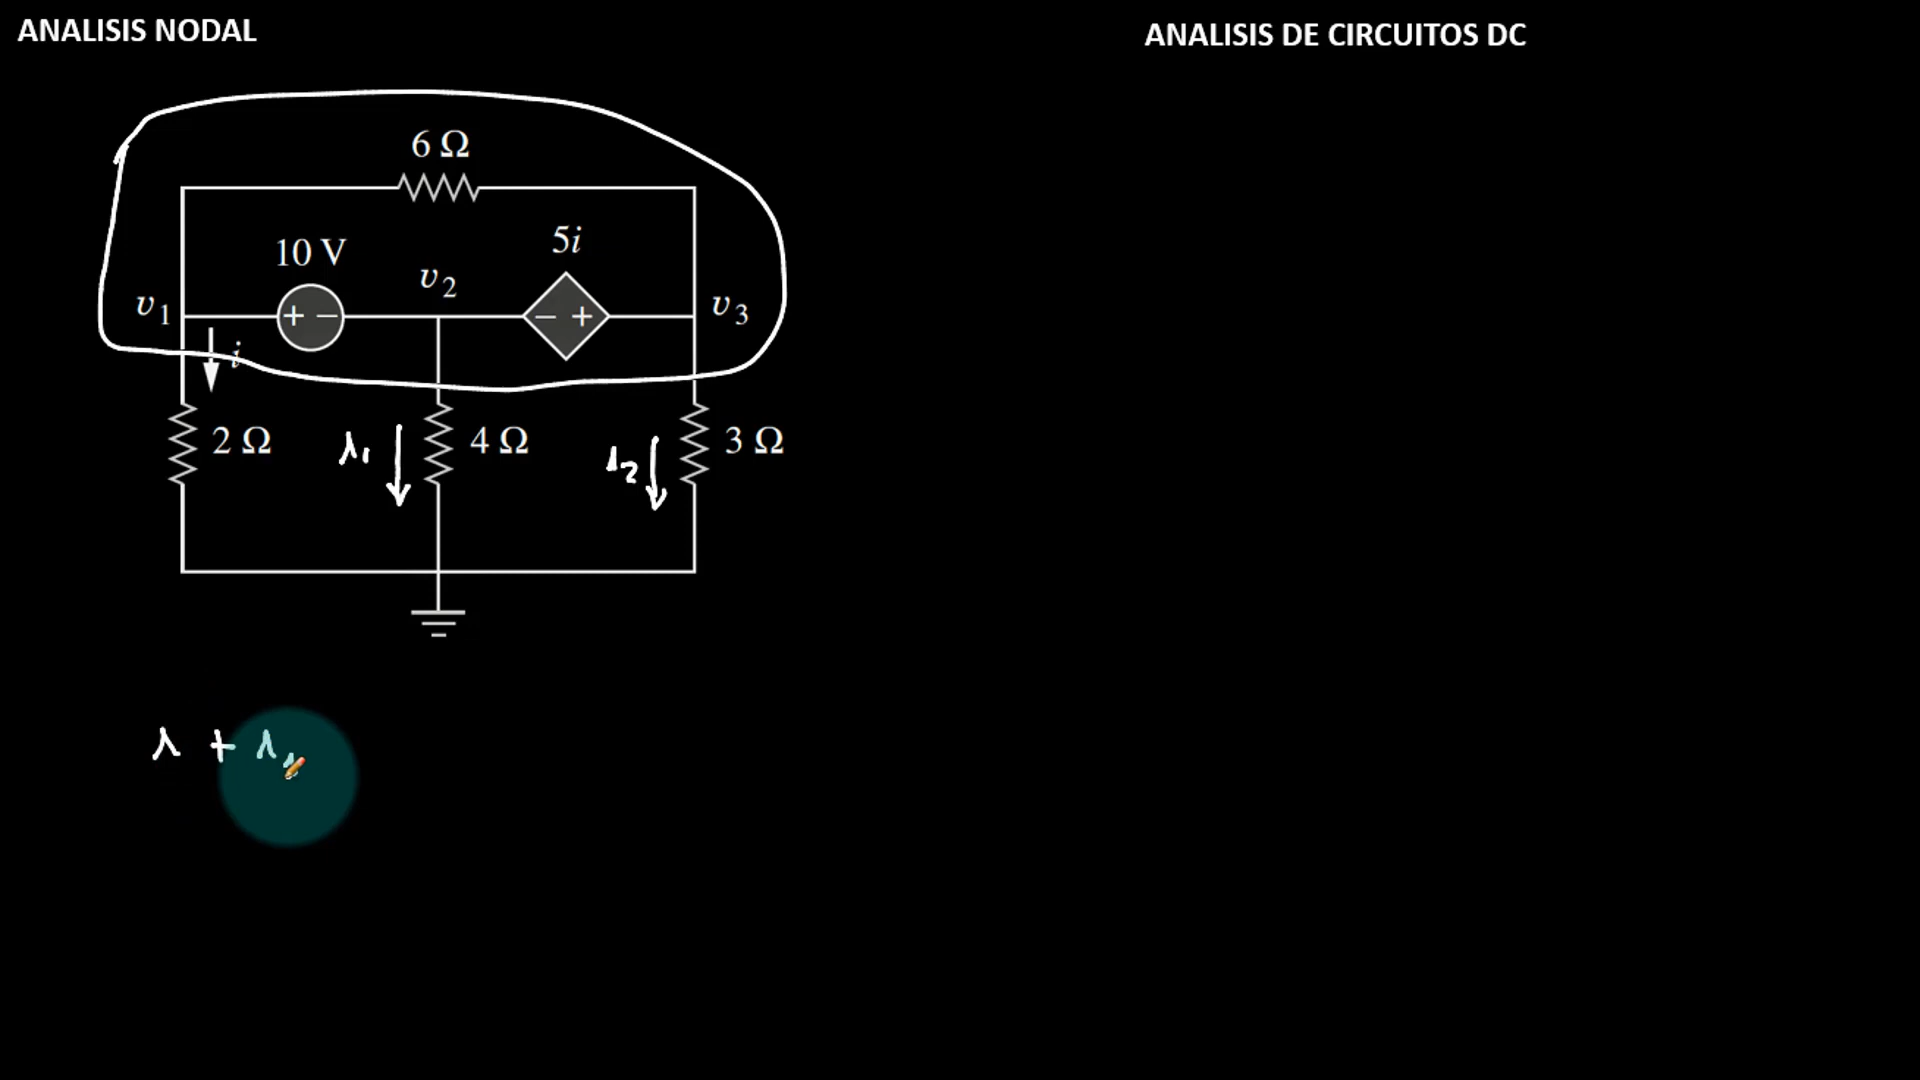 ANALISIS NODAL
ANALISIS DE CIRCUITOS DC
6 Ω
10 V
5i
v1
+ −
v2
− +
v3
i
2 Ω
i1
4 Ω
i2
3 Ω
i + i1